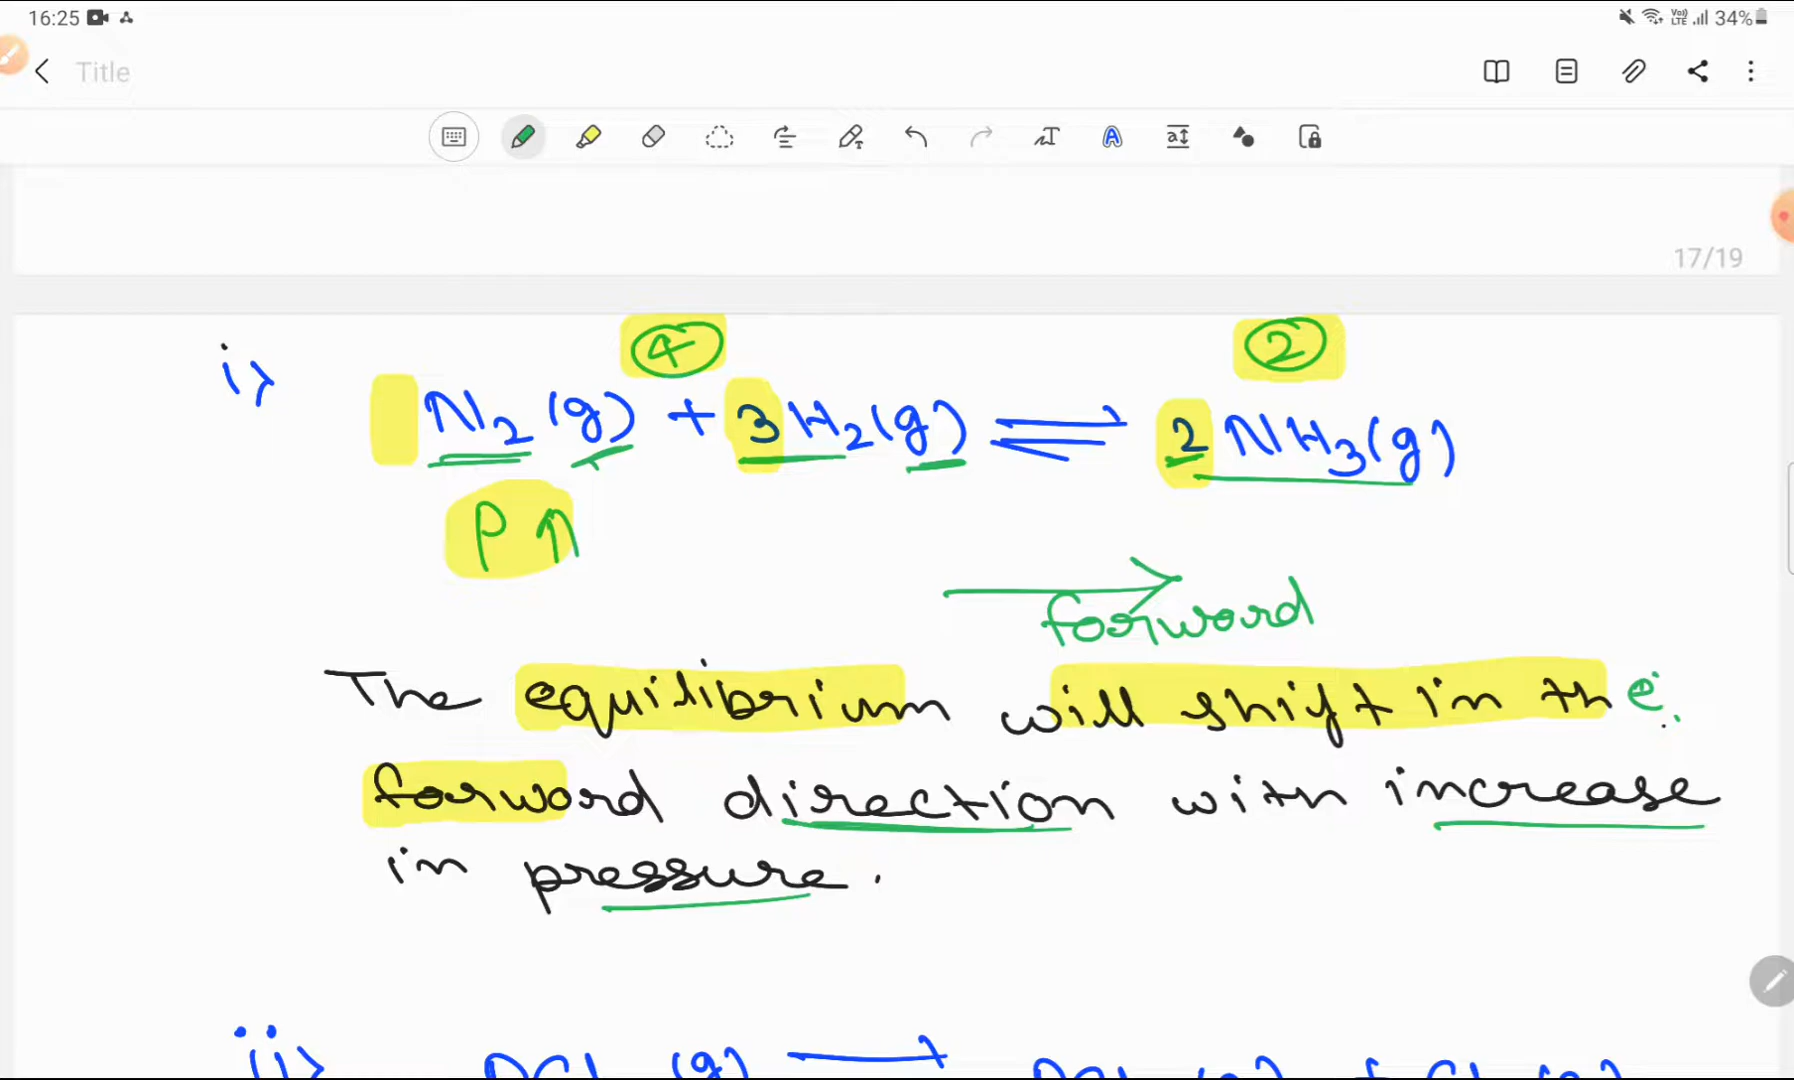 16:25 34%
Title
17/19
4 2
i> N2(g) + 3H2(g) ⇌ 2NH3(g)
P↑
forward
The equilibrium will shift in the.
forward direction with increase
in pressure.
ii> (g)